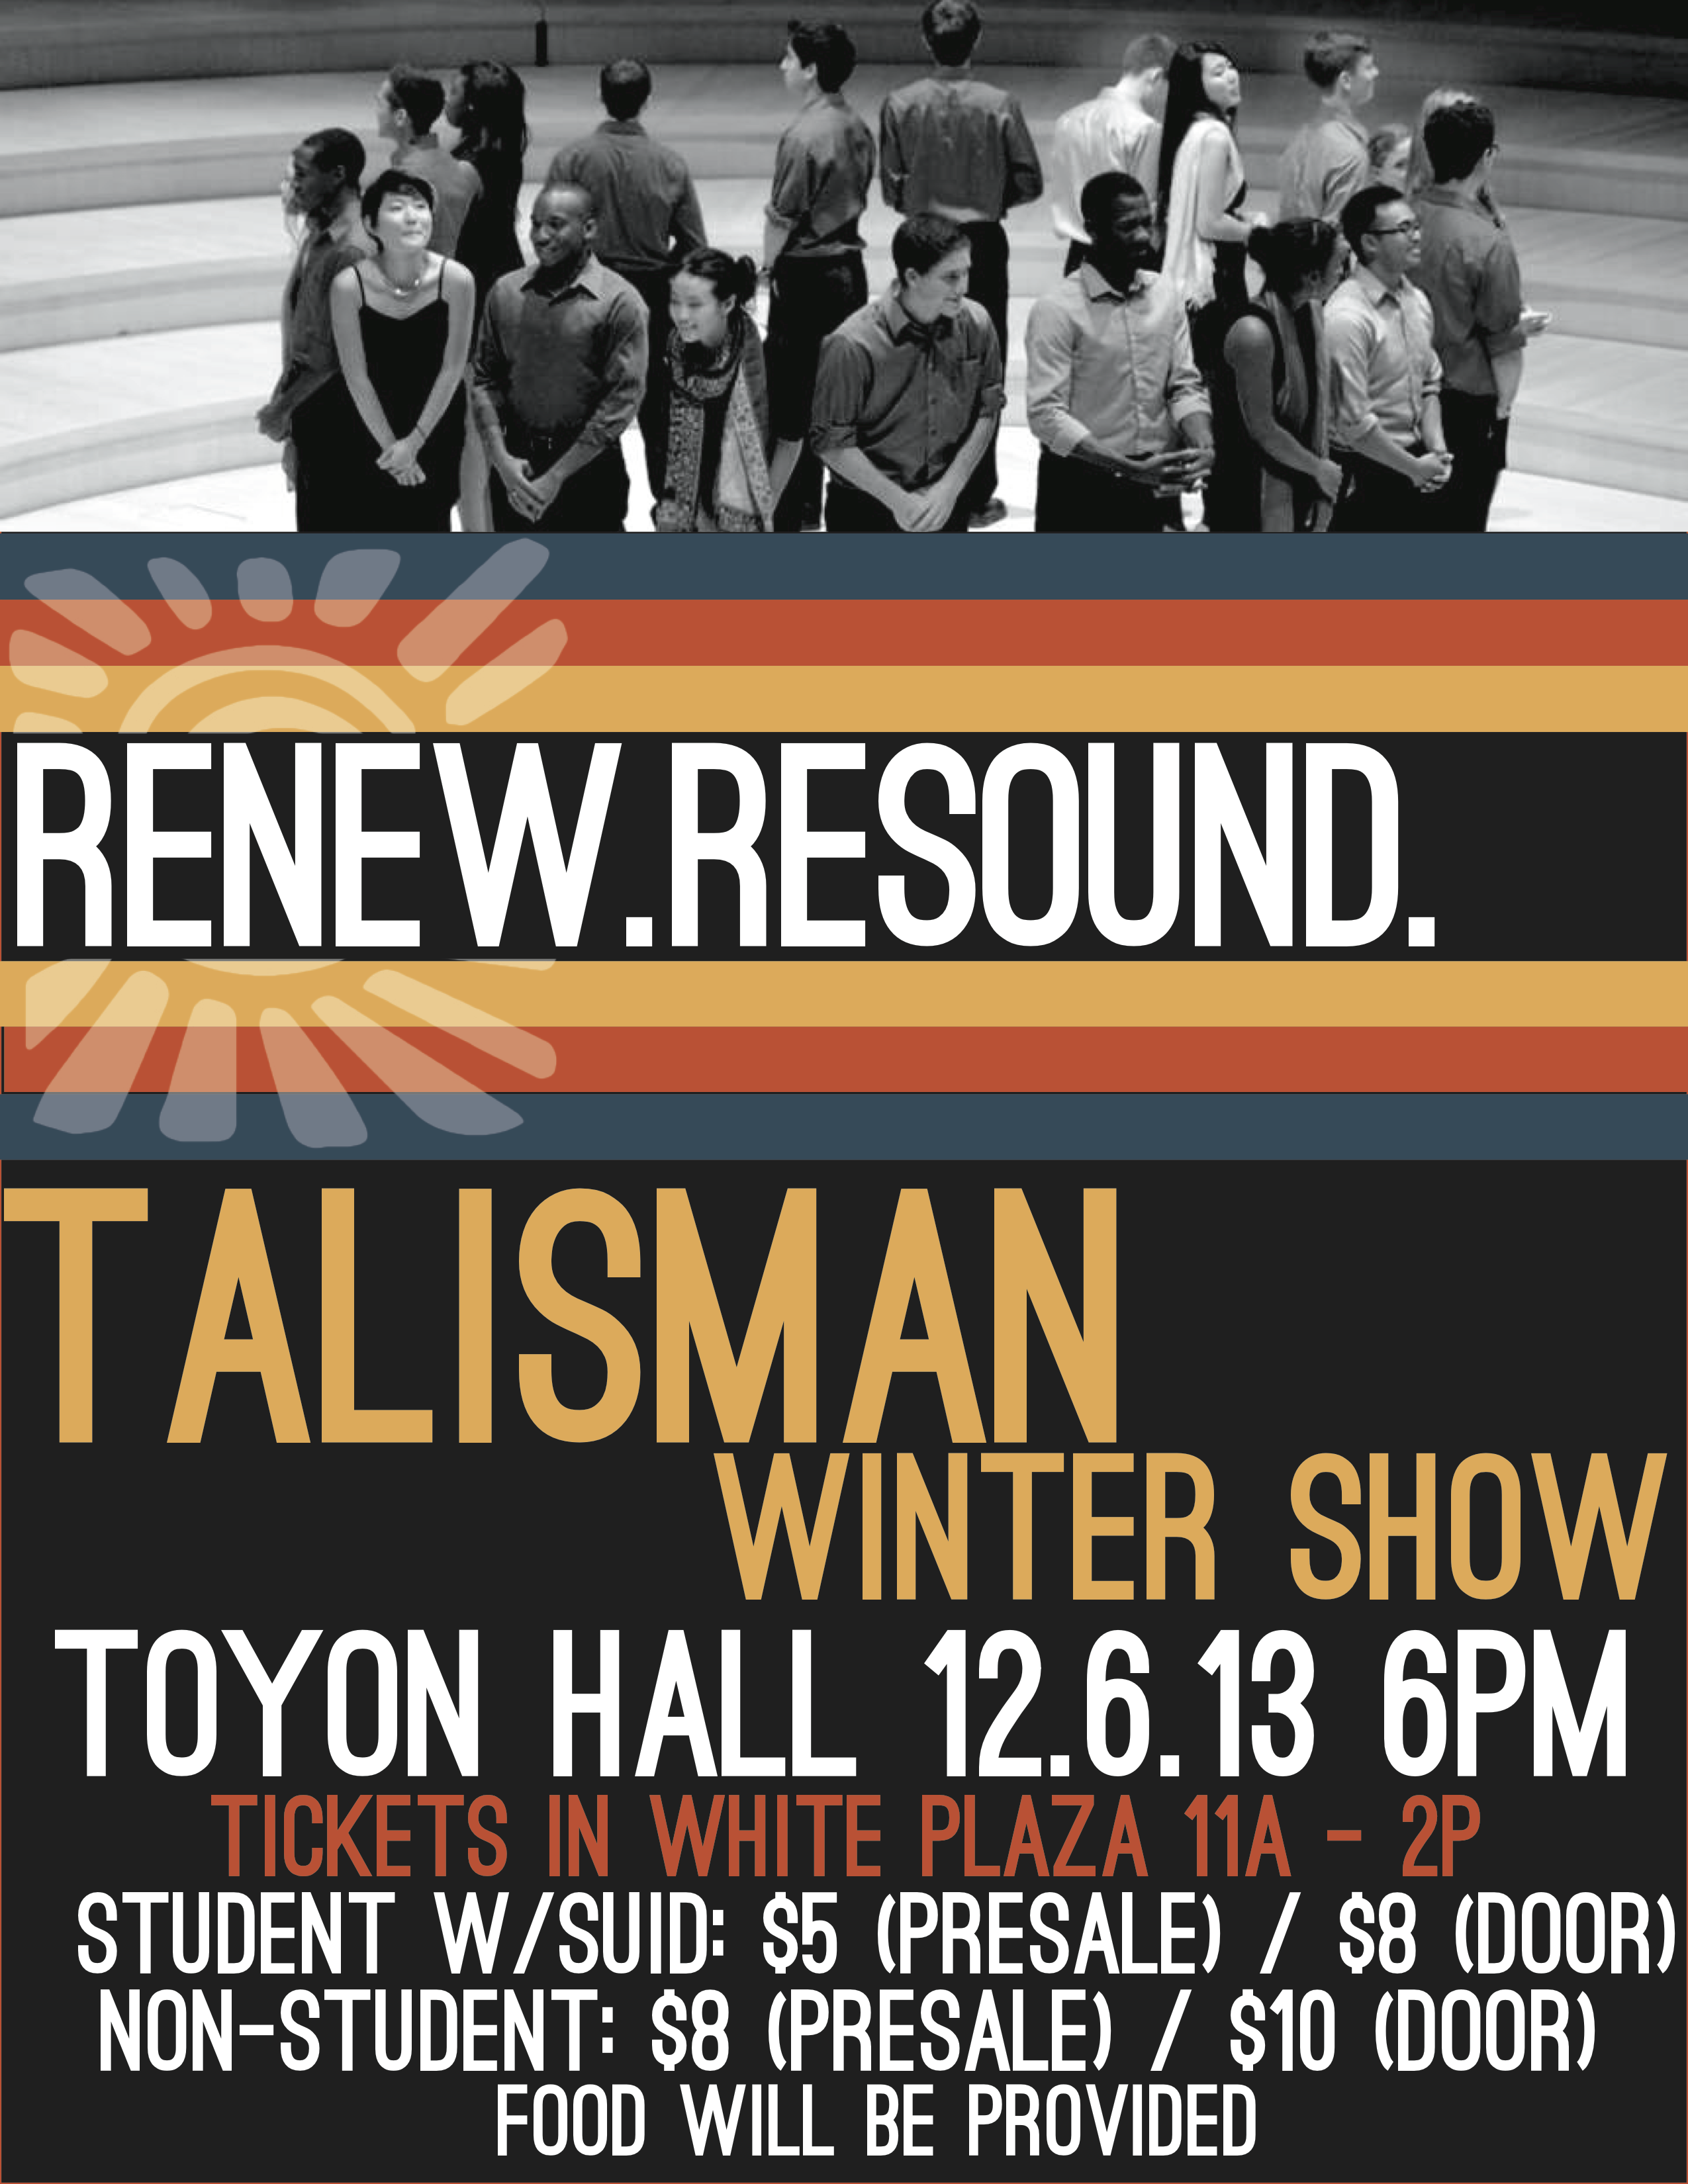 RENEW.RESOUND.
TALISMAN
WINTER SHOW
TOYON HALL 12.6.13 6PM
TICKETS IN WHITE PLAZA 11A - 2P
STUDENT W/SUID: $5 (PRESALE) / $8 (DOOR)
NON-STUDENT: $8 (PRESALE) / $10 (DOOR)
FOOD WILL BE PROVIDED